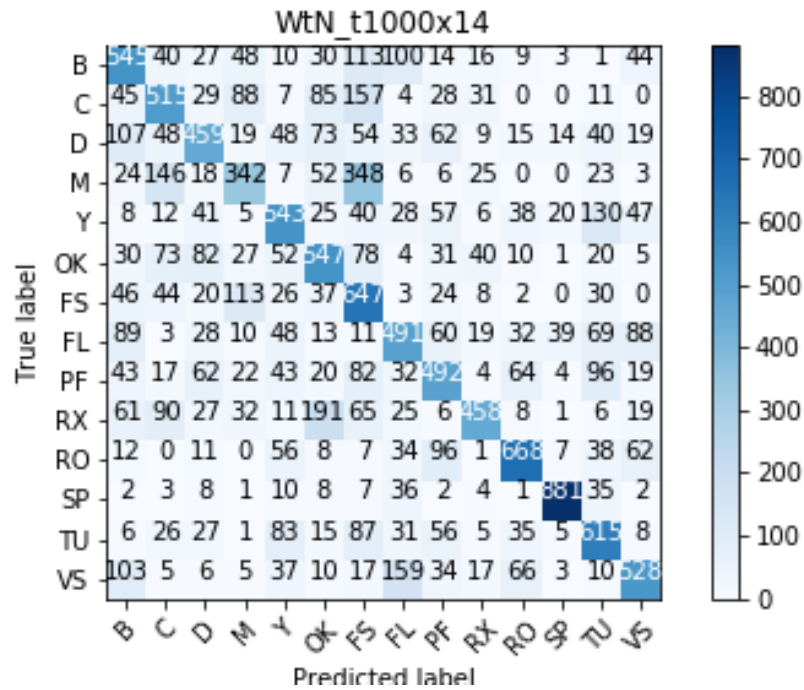 WtN_t1000x14
B 545 40 27 48 10 30 113 100 14 16 9 3 1 44
C 45 515 29 88 7 85 157 4 28 31 0 0 11 0
D 107 48 459 19 48 73 54 33 62 9 15 14 40 19
M 24 146 18 342 7 52 348 6 6 25 0 0 23 3
Y 8 12 41 5 543 25 40 28 57 6 38 20 130 47
OK 30 73 82 27 52 547 78 4 31 40 10 1 20 5
FS 46 44 20 113 26 37 647 3 24 8 2 0 30 0
FL 89 3 28 10 48 13 11 491 60 19 32 39 69 88
PF 43 17 62 22 43 20 82 32 492 4 64 4 96 19
RX 61 90 27 32 11 191 65 25 6 458 8 1 6 19
RO 12 0 11 0 56 8 7 34 96 1 668 7 38 62
SP 2 3 8 1 10 8 7 36 2 4 1 881 35 2
TU 6 26 27 1 83 15 87 31 56 5 35 5 615 8
VS 103 5 6 5 37 10 17 159 34 17 66 3 10 528
B C D M Y OK FS FL PF RX RO SP TU VS
Predicted label
True label
800
700
600
500
400
300
200
100
0